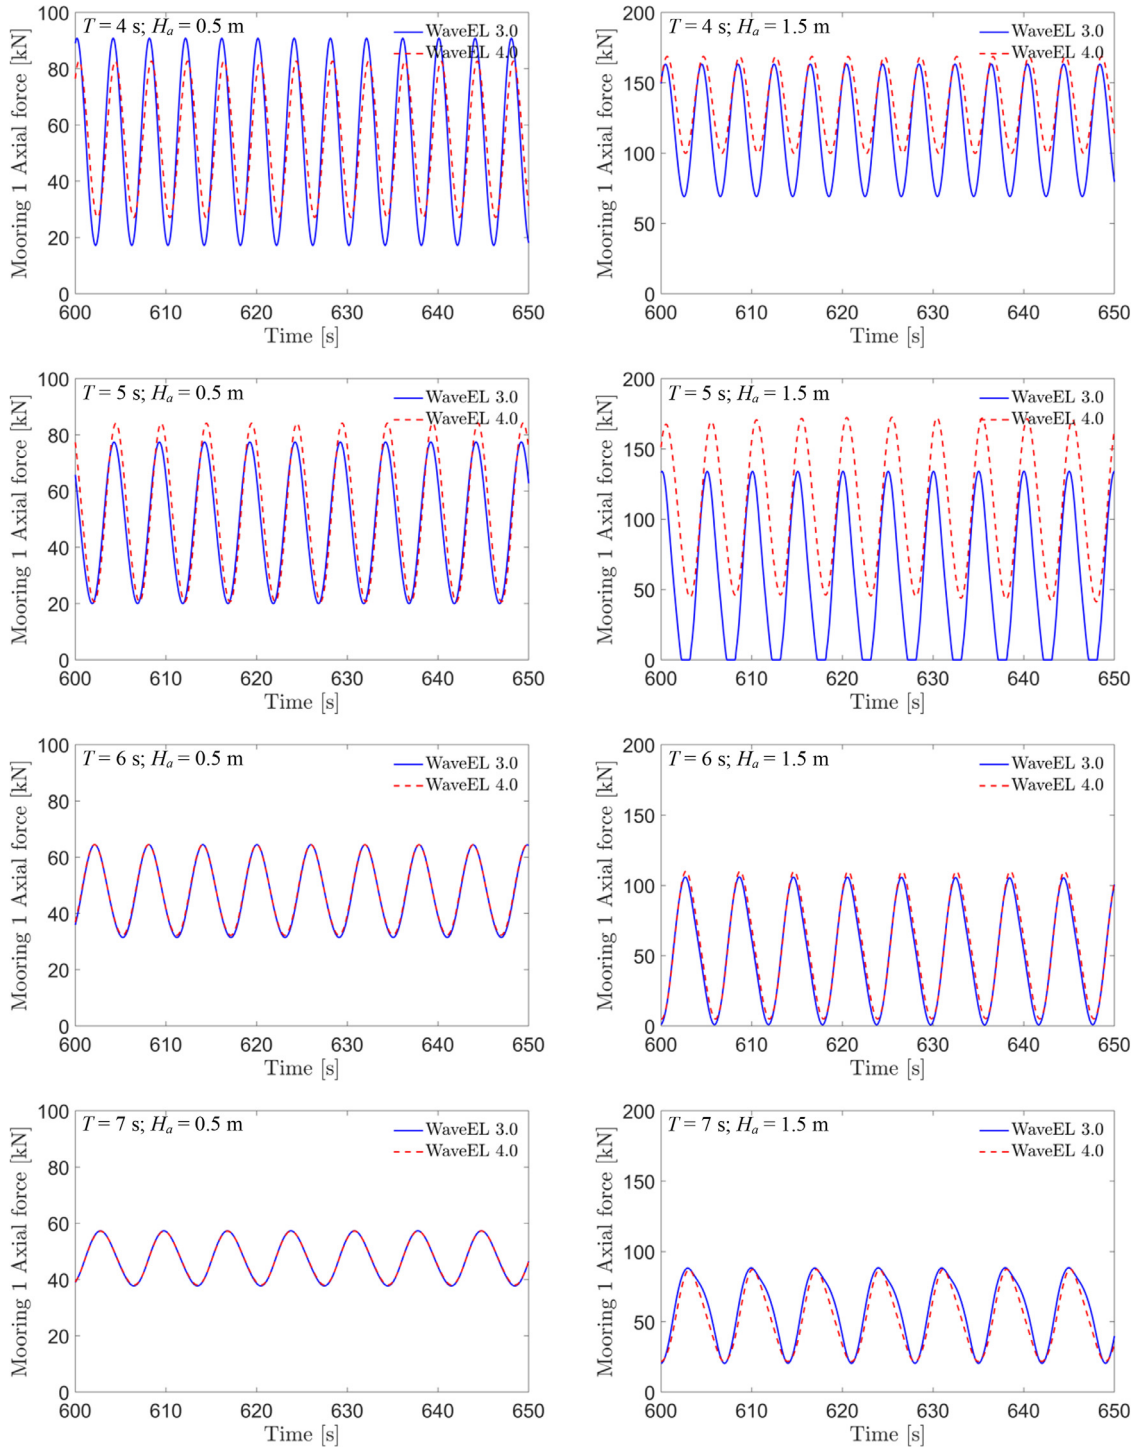 T = 4 s; Hₐ = 0.5 m
WaveEL 3.0
WaveEL 4.0
Mooring 1 Axial force [kN]
100
80
60
40
20
0
600 610 620 630 640 650
Time [s]
T = 4 s; Hₐ = 1.5 m
WaveEL 3.0
WaveEL 4.0
Mooring 1 Axial force [kN]
200
150
100
50
0
600 610 620 630 640 650
Time [s]
T = 5 s; Hₐ = 0.5 m
WaveEL 3.0
WaveEL 4.0
Mooring 1 Axial force [kN]
100
80
60
40
20
0
600 610 620 630 640 650
Time [s]
T = 5 s; Hₐ = 1.5 m
WaveEL 3.0
WaveEL 4.0
Mooring 1 Axial force [kN]
200
150
100
50
0
600 610 620 630 640 650
Time [s]
T = 6 s; Hₐ = 0.5 m
WaveEL 3.0
WaveEL 4.0
Mooring 1 Axial force [kN]
100
80
60
40
20
0
600 610 620 630 640 650
Time [s]
T = 6 s; Hₐ = 1.5 m
WaveEL 3.0
WaveEL 4.0
Mooring 1 Axial force [kN]
200
150
100
50
0
600 610 620 630 640 650
Time [s]
T = 7 s; Hₐ = 0.5 m
WaveEL 3.0
WaveEL 4.0
Mooring 1 Axial force [kN]
100
80
60
40
20
0
600 610 620 630 640 650
Time [s]
T = 7 s; Hₐ = 1.5 m
WaveEL 3.0
WaveEL 4.0
Mooring 1 Axial force [kN]
200
150
100
50
0
600 610 620 630 640 650
Time [s]